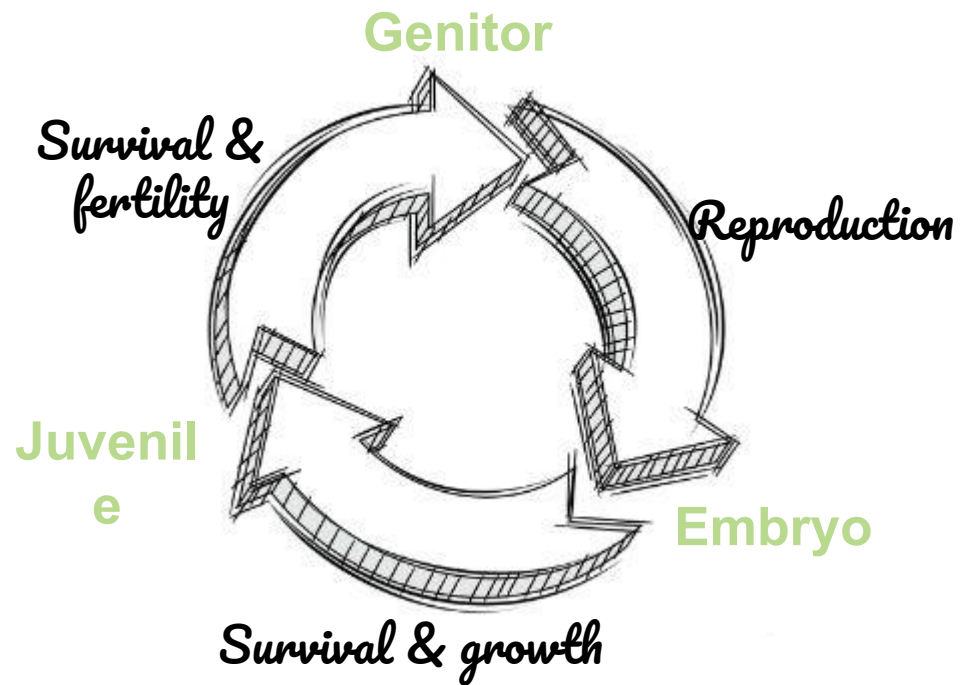 Genitor
Survival &
fertility
Reproduction
Juvenil
e
Embryo
Survival & growth